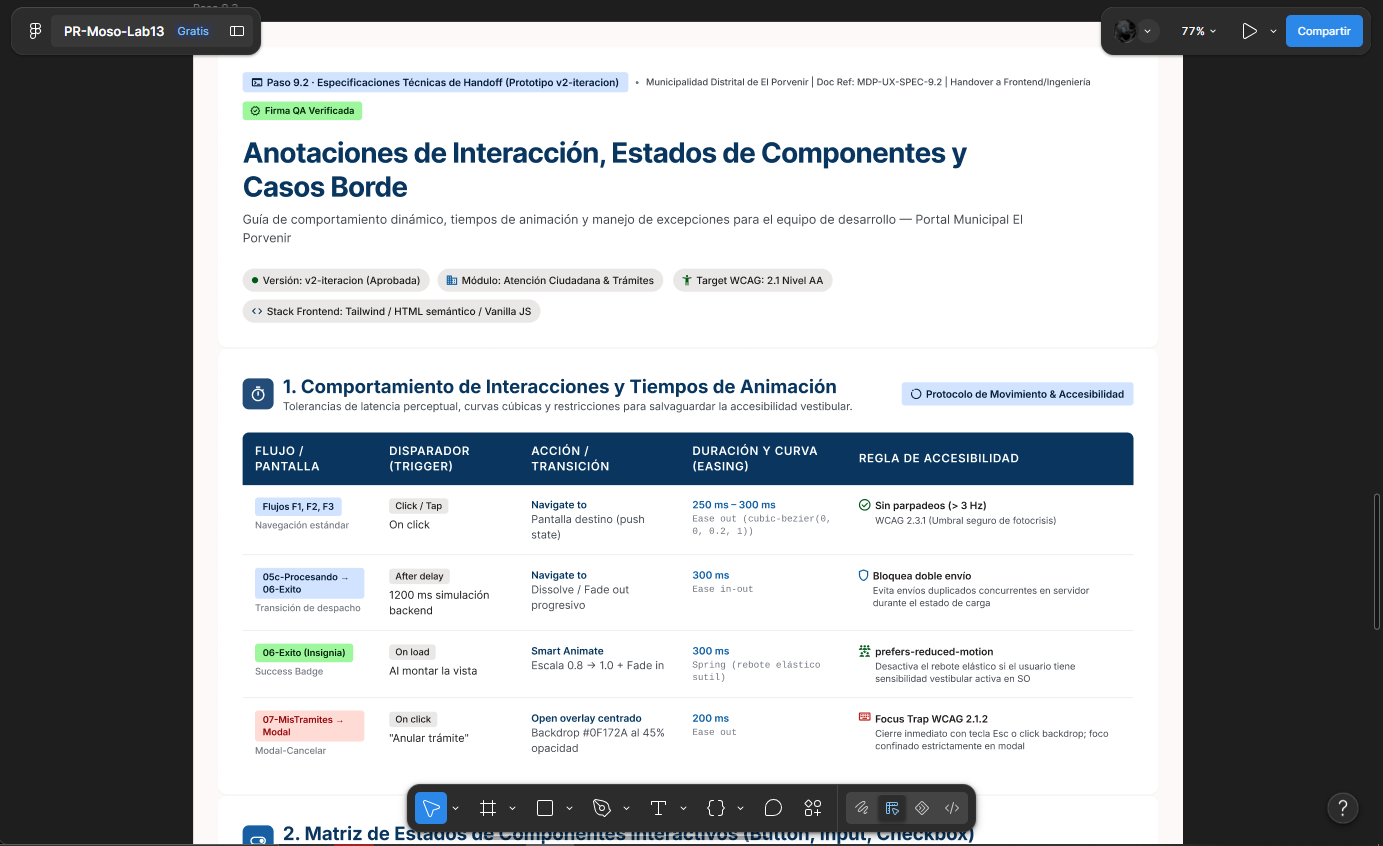 Paso 9.2
PR-Moso-Lab13 Gratis
77%
Compartir
Paso 9.2 · Especificaciones Técnicas de Handoff (Prototipo v2-iteracion) • Municipalidad Distrital de El Porvenir | Doc Ref: MDP-UX-SPEC-9.2 | Handover a Frontend/Ingeniería
Firma QA Verificada
Anotaciones de Interacción, Estados de Componentes y
Casos Borde
Guía de comportamiento dinámico, tiempos de animación y manejo de excepciones para el equipo de desarrollo — Portal Municipal El
Porvenir
Versión: v2-iteracion (Aprobada)
Módulo: Atención Ciudadana & Trámites
Target WCAG: 2.1 Nivel AA
Stack Frontend: Tailwind / HTML semántico / Vanilla JS
1. Comportamiento de Interacciones y Tiempos de Animación
Tolerancias de latencia perceptual, curvas cúbicas y restricciones para salvaguardar la accesibilidad vestibular.
Protocolo de Movimiento & Accesibilidad
FLUJO /
PANTALLA
DISPARADOR
(TRIGGER)
ACCIÓN /
TRANSICIÓN
DURACIÓN Y CURVA
(EASING)
REGLA DE ACCESIBILIDAD
Flujos F1, F2, F3
Navegación estándar
Click / Tap
On click
Navigate to
Pantalla destino (push
state)
250 ms – 300 ms
Ease out (cubic-bezier(0,
0, 0.2, 1))
Sin parpadeos (> 3 Hz)
WCAG 2.3.1 (Umbral seguro de fotocrisis)
05c-Procesando →
06-Exito
Transición de despacho
After delay
1200 ms simulación
backend
Navigate to
Dissolve / Fade out
progresivo
300 ms
Ease in-out
Bloquea doble envío
Evita envíos duplicados concurrentes en servidor
durante el estado de carga
06-Exito (Insignia)
Success Badge
On load
Al montar la vista
Smart Animate
Escala 0.8 → 1.0 + Fade in
300 ms
Spring (rebote elástico
sutil)
prefers-reduced-motion
Desactiva el rebote elástico si el usuario tiene
sensibilidad vestibular activa en SO
07-MisTramites →
Modal
Modal-Cancelar
On click
"Anular trámite"
Open overlay centrado
Backdrop #0F172A al 45%
opacidad
200 ms
Ease out
Focus Trap WCAG 2.1.2
Cierre inmediato con tecla Esc o click backdrop; foco
confinado estrictamente en modal
2. Matriz de Estados de Componentes Interactivos (Button, Input, Checkbox)